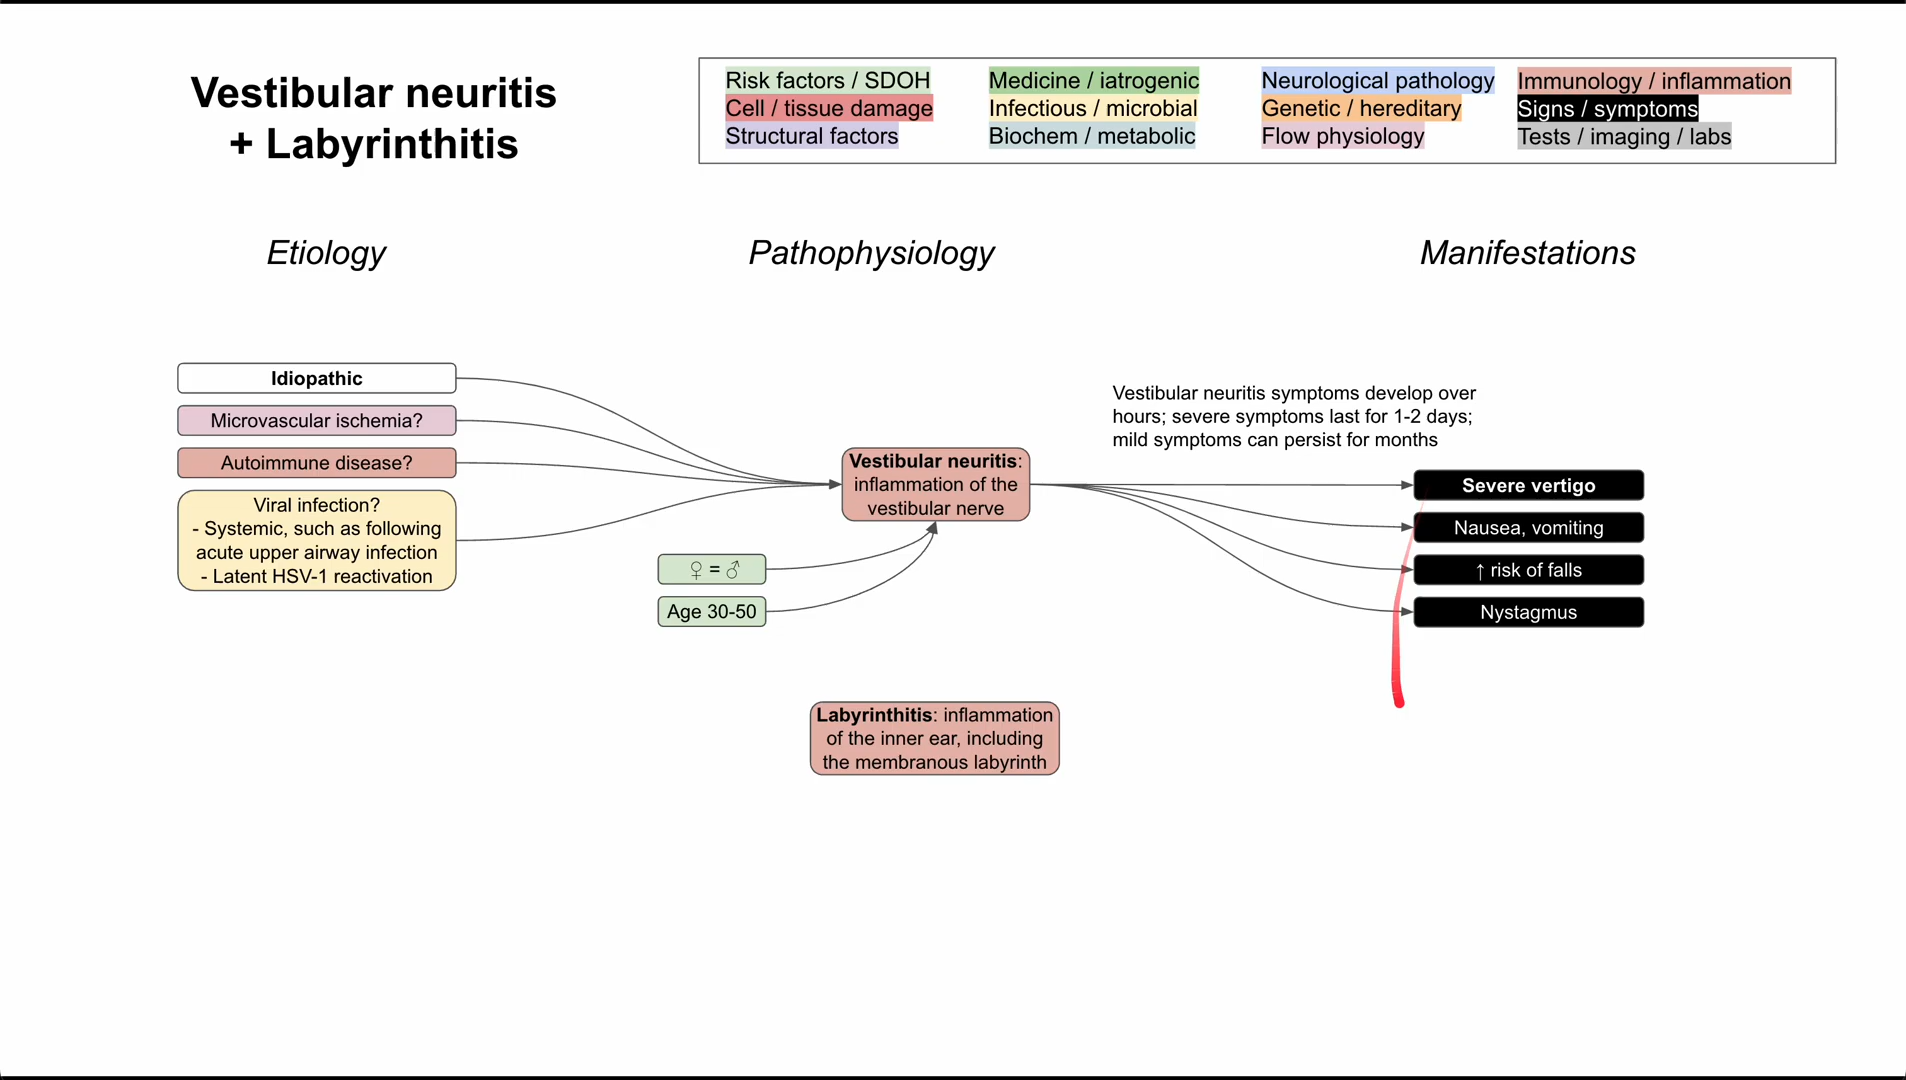 Vestibular neuritis
+ Labyrinthitis
Risk factors / SDOH
Cell / tissue damage
Structural factors
Medicine / iatrogenic
Infectious / microbial
Biochem / metabolic
Neurological pathology
Genetic / hereditary
Flow physiology
Immunology / inflammation
Signs / symptoms
Tests / imaging / labs
Etiology
Pathophysiology
Manifestations
Idiopathic
Microvascular ischemia?
Autoimmune disease?
Viral infection?
- Systemic, such as following
acute upper airway infection
- Latent HSV-1 reactivation
Vestibular neuritis:
inflammation of the
vestibular nerve
♀ = ♂
Age 30-50
Labyrinthitis: inflammation
of the inner ear, including
the membranous labyrinth
Vestibular neuritis symptoms develop over
hours; severe symptoms last for 1-2 days;
mild symptoms can persist for months
Severe vertigo
Nausea, vomiting
↑ risk of falls
Nystagmus